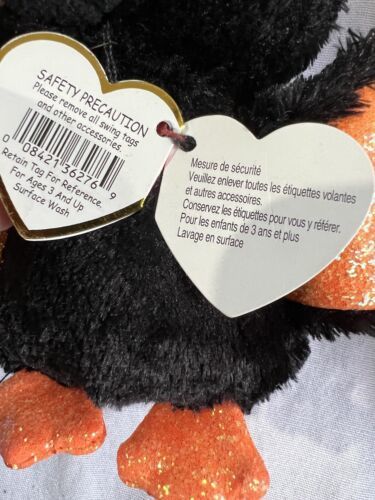 SAFETY PRECAUTION
Please remove all swing tags
and other accessories.
0 08421 36276 9
Retain Tag For Reference.
For Ages 3 And Up
Surface Wash
Mesure de sécurité
Veuillez enlever toutes les étiquettes volantes
et autres accessoires.
Conservez les étiquettes pour vous y référer.
Pour les enfants de 3 ans et plus
Lavage en surface